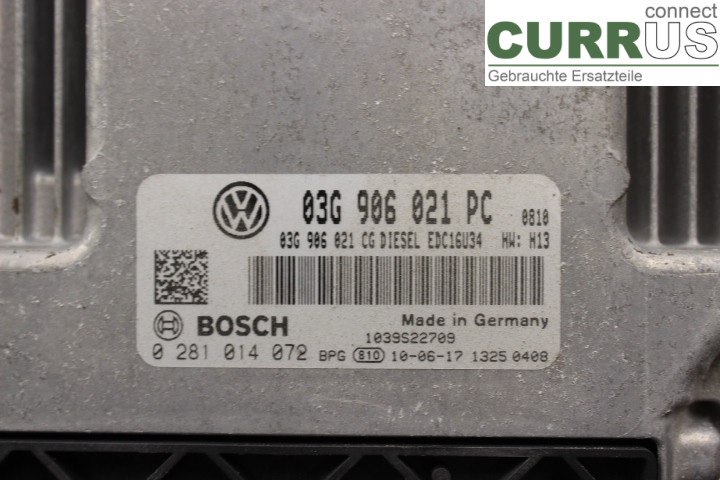 connect
CURRUS
Gebrauchte Ersatzteile
03G 906 021 PC 0810
03G 906 021 CG DIESEL EDC16U34 HW: H13
BOSCH Made in Germany
1039S22709
0 281 014 072 BPG 810 10-06-17 1325 0408